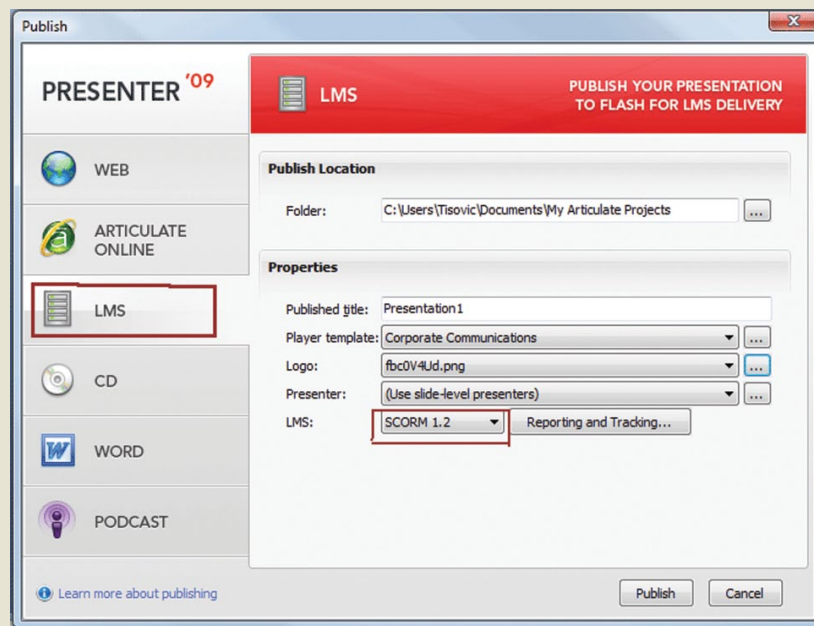 Publish
PRESENTER '09
WEB
ARTICULATE
ONLINE
LMS
CD
WORD
PODCAST
Learn more about publishing
LMS
PUBLISH YOUR PRESENTATION
TO FLASH FOR LMS DELIVERY
Publish Location
Folder: C:\Users\Tisovic\Documents\My Articulate Projects ...
Properties
Published title: Presentation1
Player template: Corporate Communications ...
Logo: fbc0V4Ud.png ...
Presenter: (Use slide-level presenters) ...
LMS: SCORM 1.2 Reporting and Tracking...
Publish Cancel